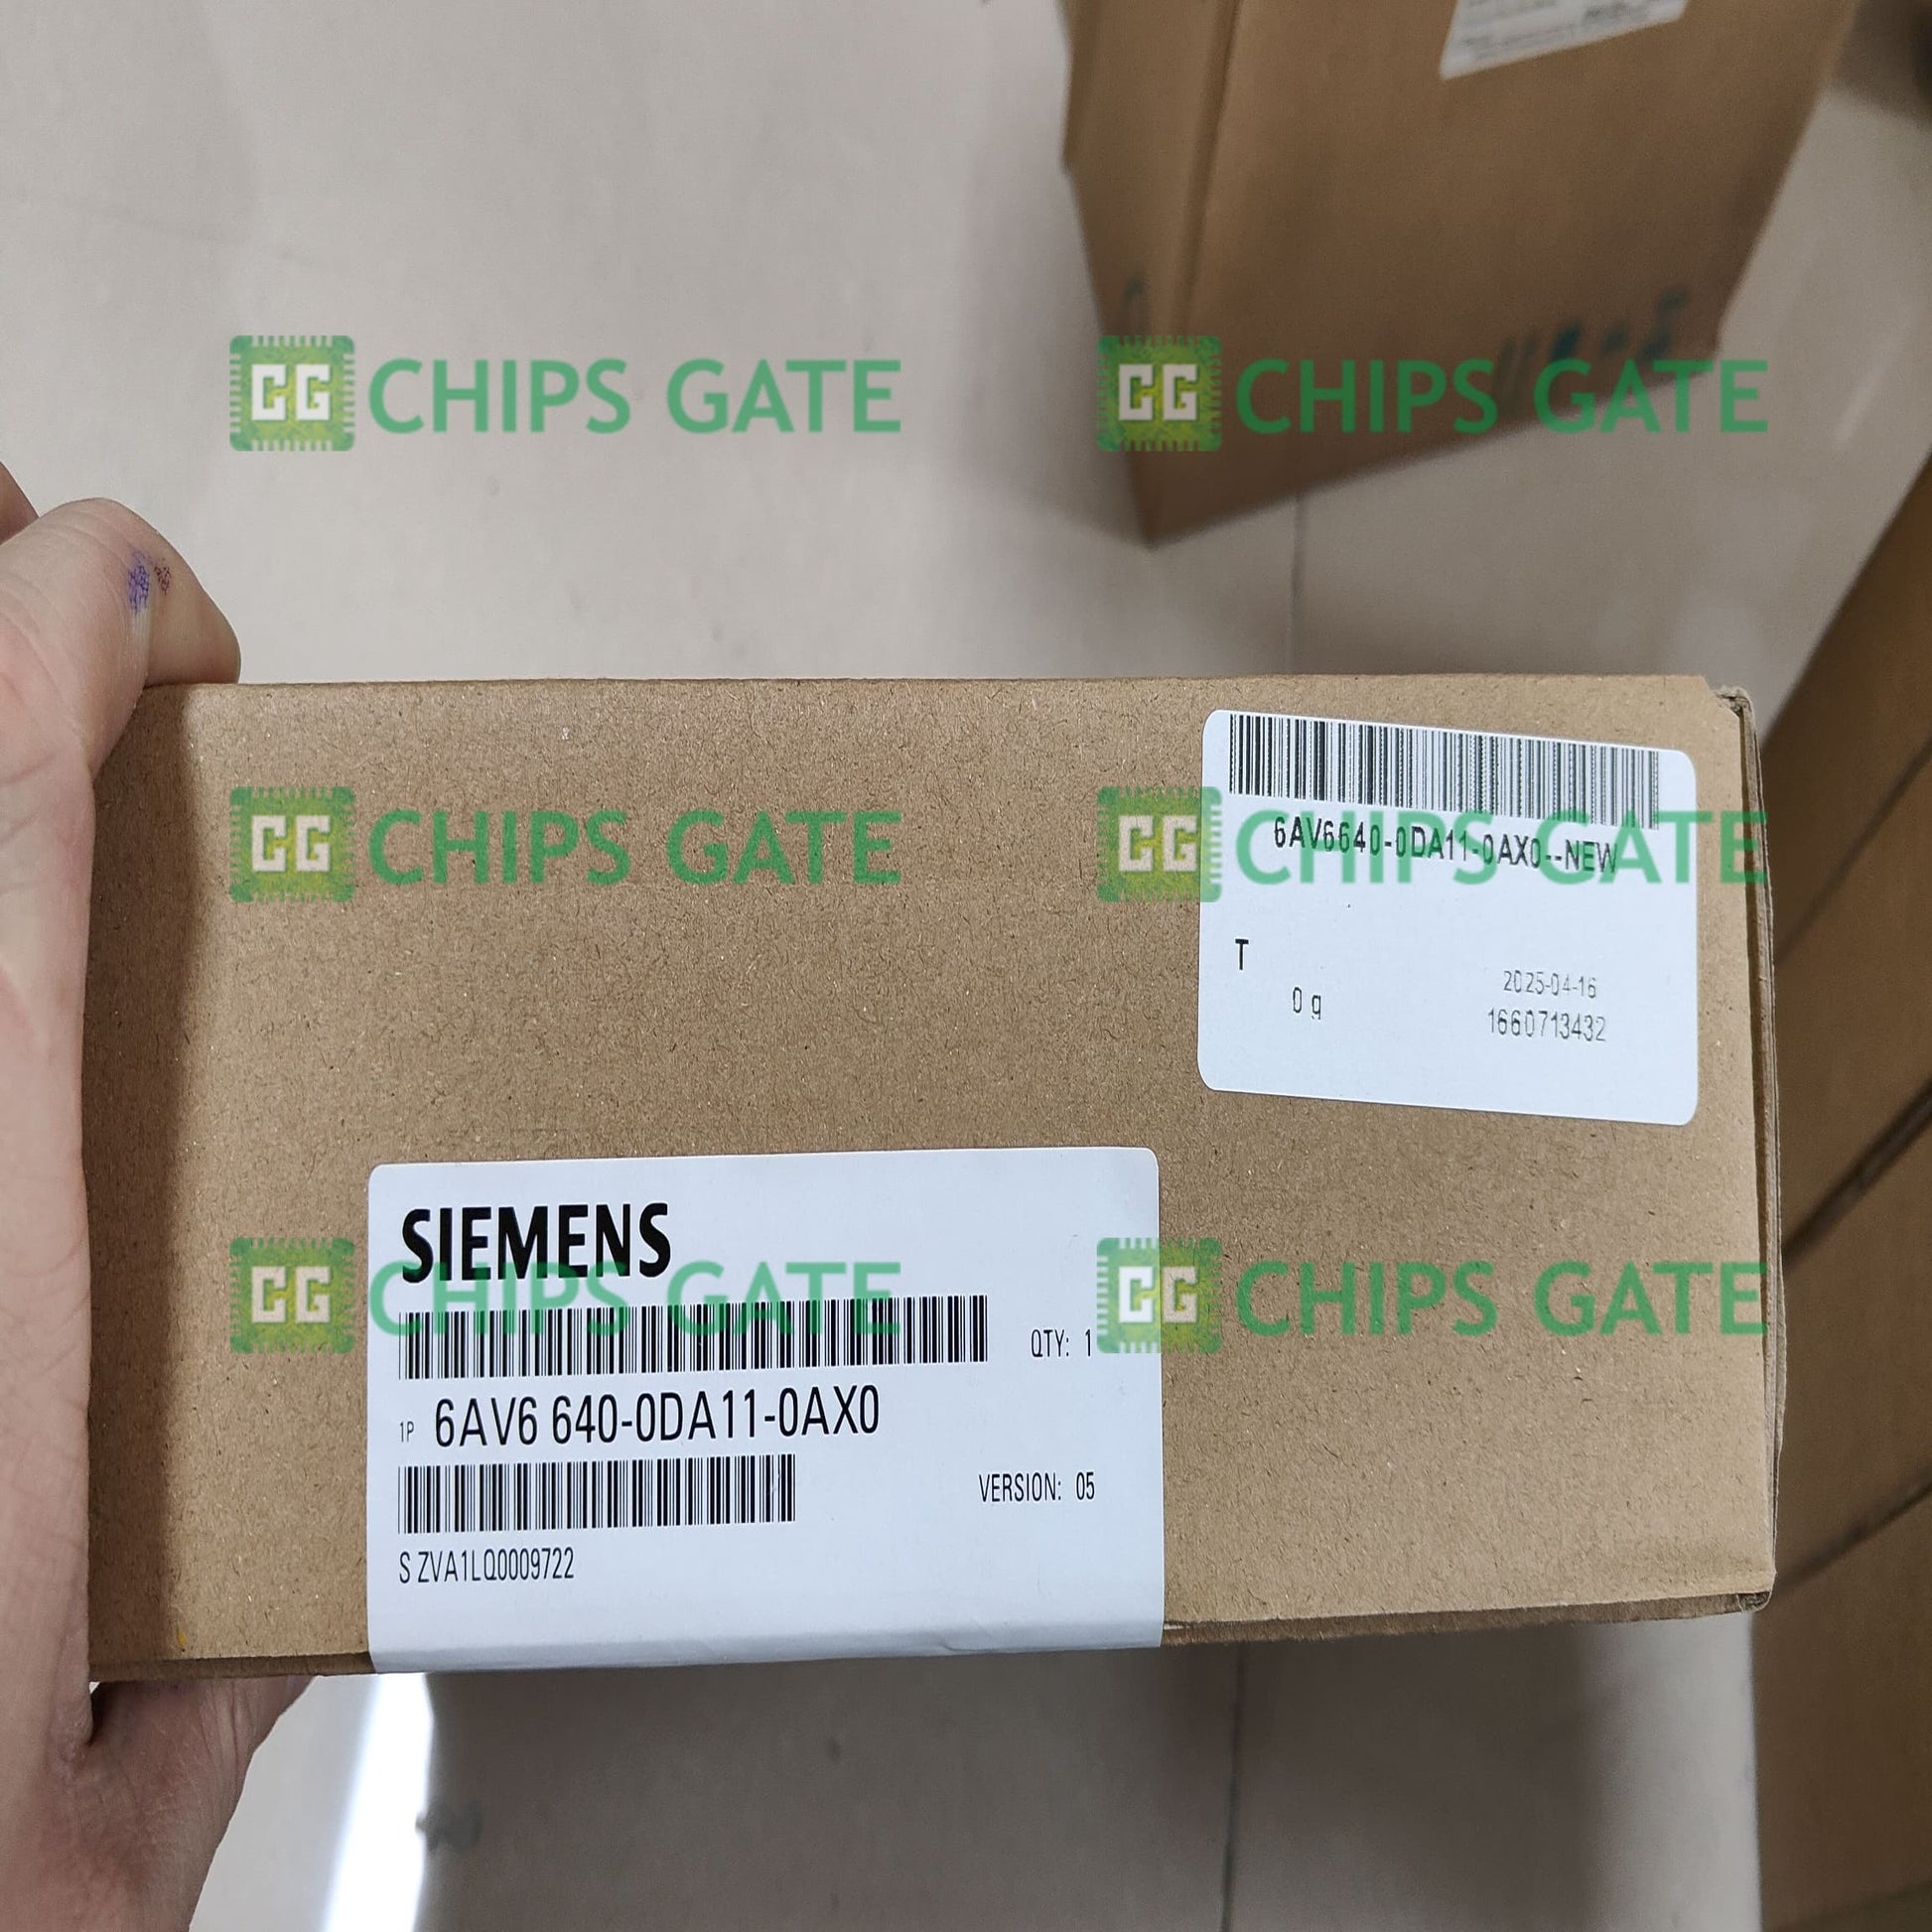 CG CHIPS GATE
CG CHIPS GATE
CG CHIPS GATE
CG CHIPS GATE
6AV6640-0DA11-0AX0--NEW
T
0 g
2025-04-16
1660713432
SIEMENS
CG CHIPS GATE
CG CHIPS GATE
QTY: 1
1P 6AV6 640-0DA11-0AX0
VERSION: 05
S ZVA1LQ0009722